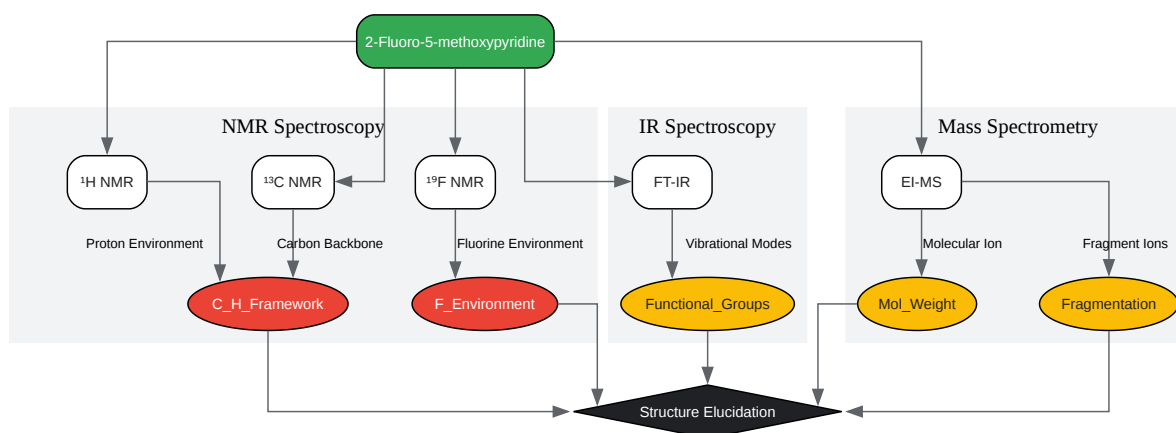 2-Fluoro-5-methoxypyridine
NMR Spectroscopy
IR Spectroscopy
Mass Spectrometry
¹H NMR
¹³C NMR
¹⁹F NMR
FT-IR
EI-MS
Proton Environment
Carbon Backbone
Fluorine Environment
Vibrational Modes
Molecular Ion
Fragment Ions
C_H_Framework
F_Environment
Functional_Groups
Mol_Weight
Fragmentation
Structure Elucidation